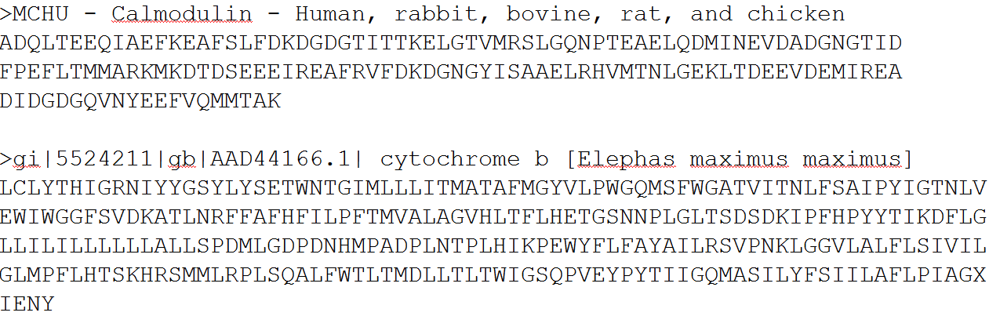 >MCHU - Calmodulin - Human, rabbit, bovine, rat, and chicken
ADQLTEEQIAEFKEAFSLFDKDGDGTITTKELGTVMRSLGQNPTEAELQDMINEVDADGNGTID
FPEFLTMMARKMKDTDSEEEIREAFRVFDKDGNGYISAAELRHVMTNLGEKLTDEEVDEMIREA
DIDGDGQVNYEEFVQMMTAK
>gi|5524211|gb|AAD44166.1| cytochrome b [Elephas maximus maximus]
LCLYTHIGRNIYYGSYLYSETWNTGIMLLLITMATAFMGYVLPWGQMSFWGATVITNLFSAIPYIGTNLV
EWIWGGFSVDKATLNRFFAFHFILPFTMVALAGVHLTFLHETGSNNPLGLTSDSDKIPFHPYYTIKDFLG
LLILILLLLLLALLSPDMLGDPDNHMPADPLNTPLHIKPEWYFLFAYAILRSVPNKLGGVLALFLSIVIL
GLMPFLHTSKHRSMMLRPLSQALFWTLTMDLLTLTWIGSQPVEYPYTIIGQMASILYFSIILAFLPIAGX
IENY